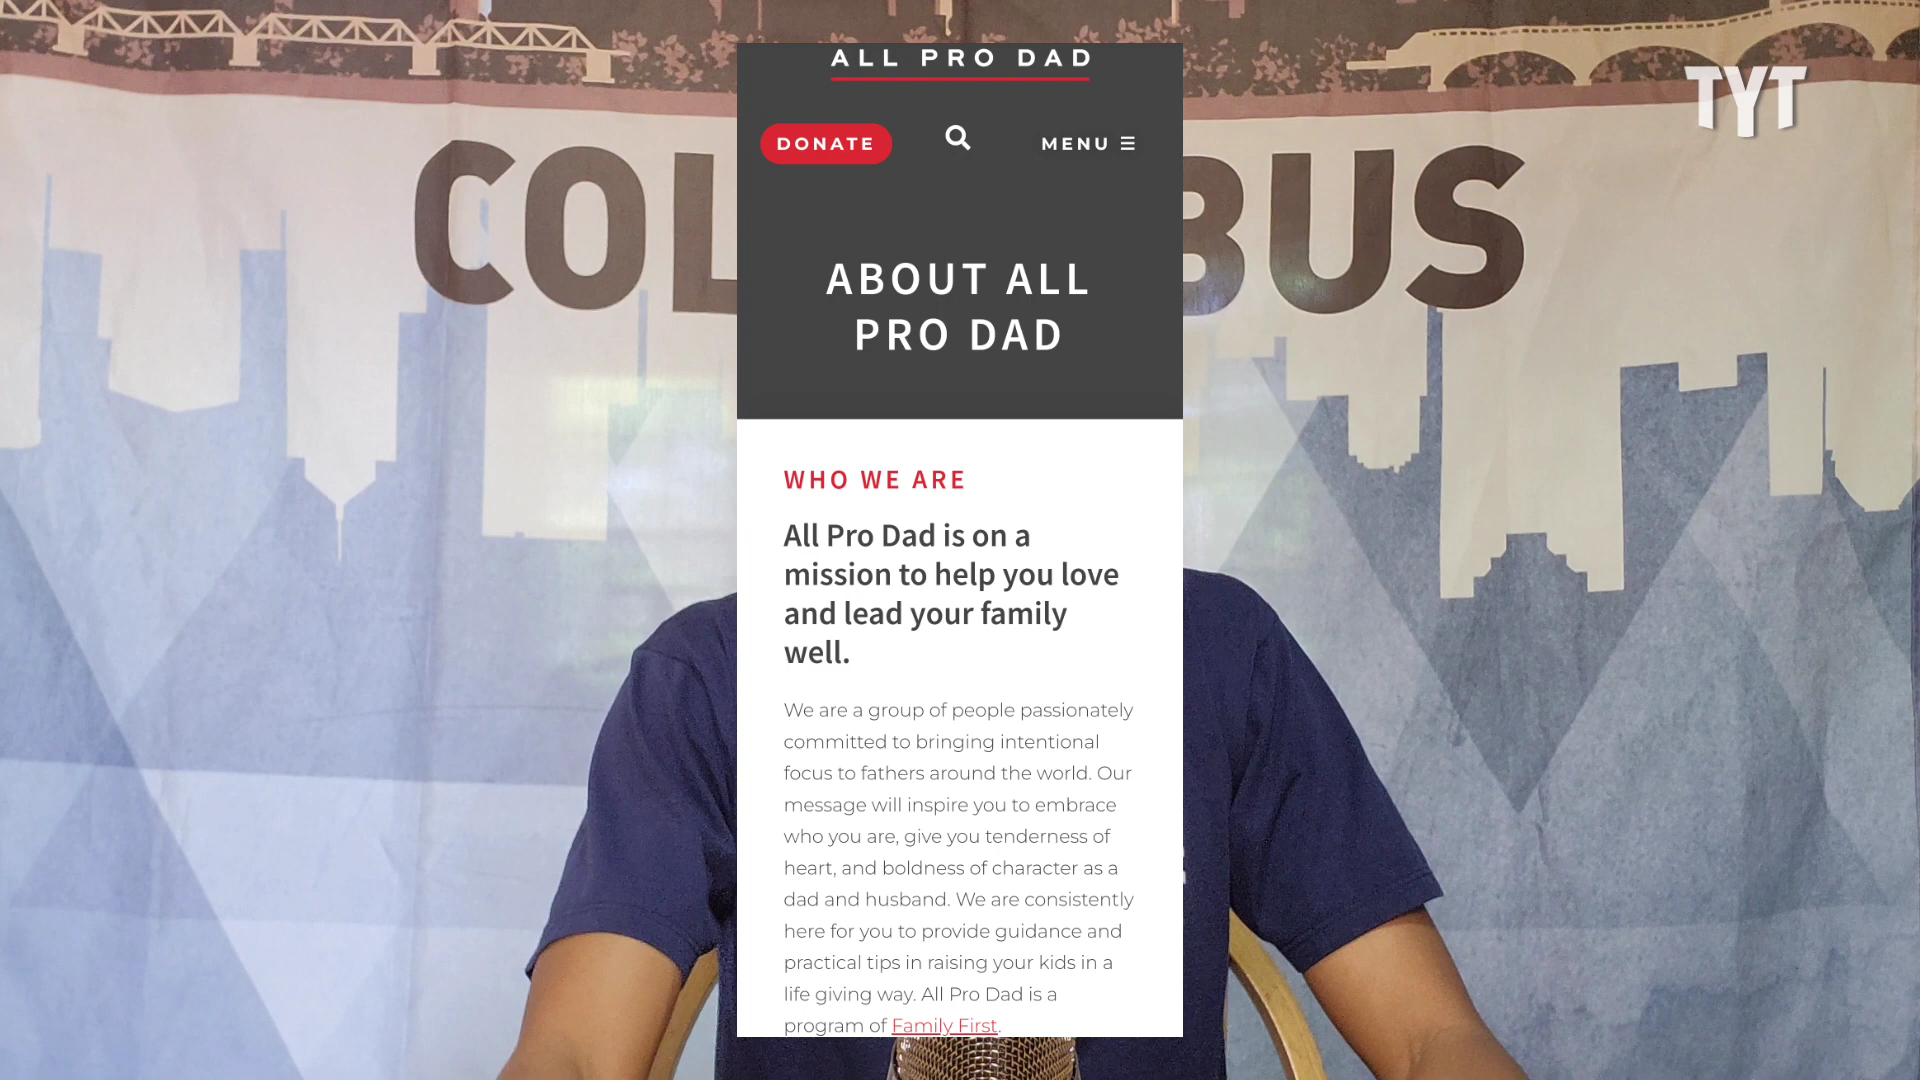 ALL PRO DAD
TYT
DONATE
MENU
COL
BUS
ABOUT ALL
PRO DAD
WHO WE ARE
All Pro Dad is on a
mission to help you love
and lead your family
well.
We are a group of people passionately
committed to bringing intentional
focus to fathers around the world. Our
message will inspire you to embrace
who you are, give you tenderness of
heart, and boldness of character as a
dad and husband. We are consistently
here for you to provide guidance and
practical tips in raising your kids in a
life giving way. All Pro Dad is a
program of Family First.